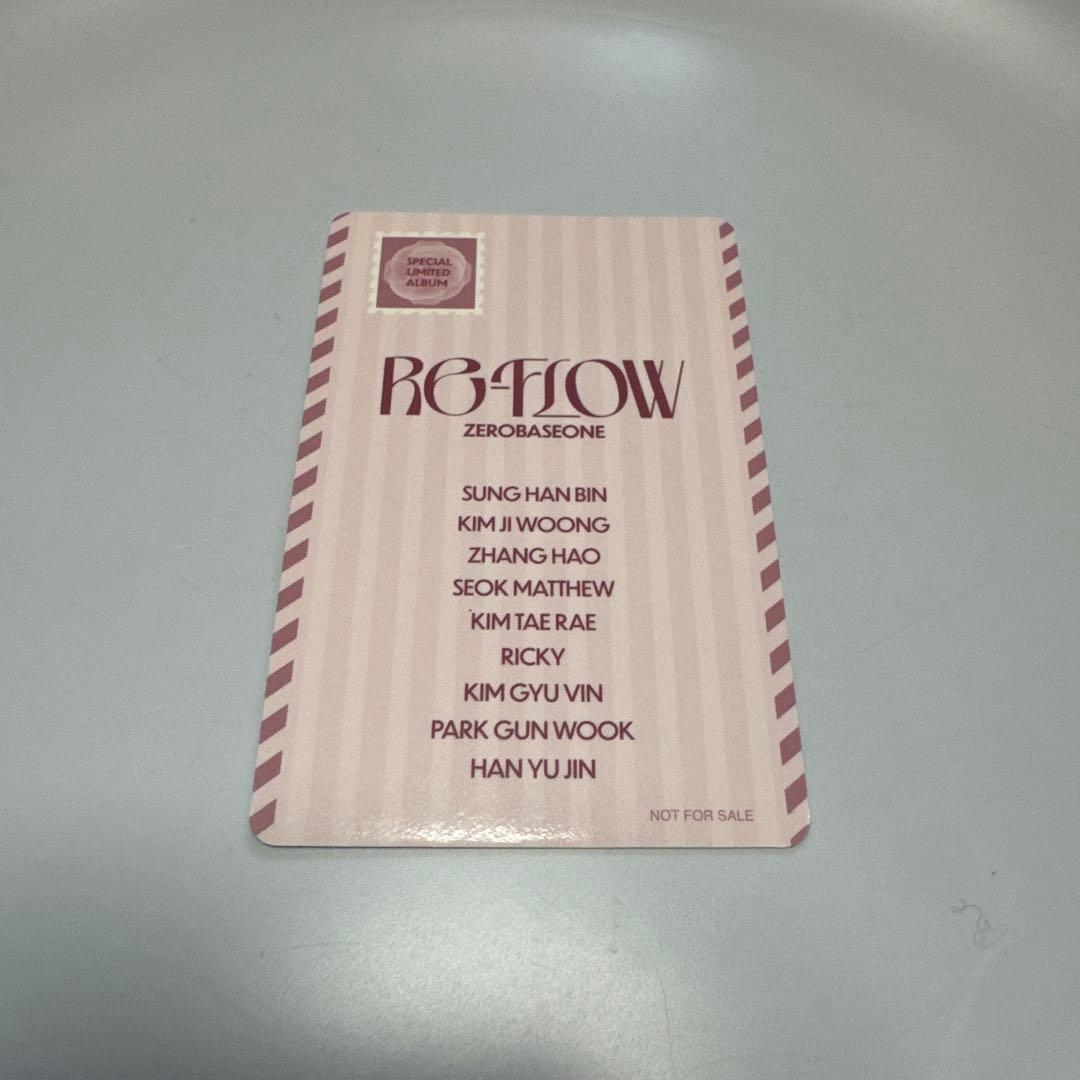 SPECIAL
LIMITED
ALBUM
RE-FLOW
ZEROBASEONE
SUNG HAN BIN
KIM JI WOONG
ZHANG HAO
SEOK MATTHEW
KIM TAE RAE
RICKY
KIM GYU VIN
PARK GUN WOOK
HAN YU JIN
NOT FOR SALE